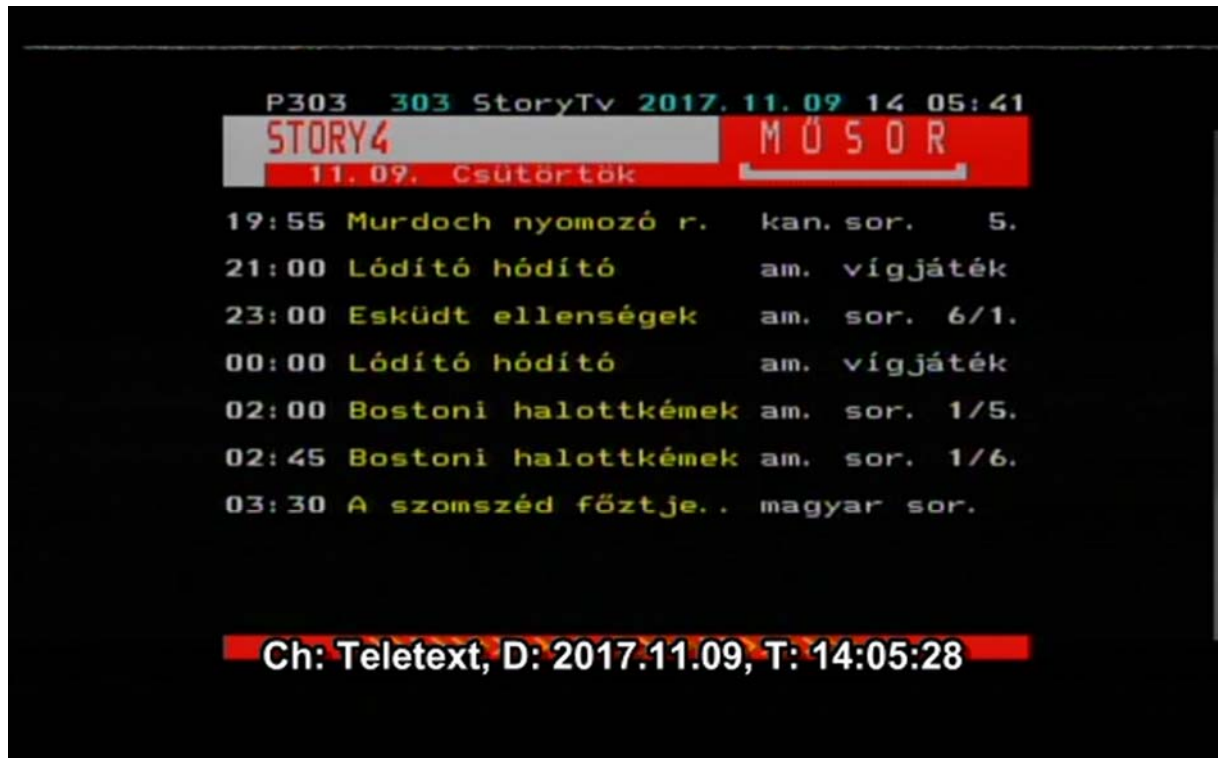 P303 303 StoryTv 2017.11.09 14 05:41
STORY4 MŰSOR
11.09. Csütörtök
19:55 Murdoch nyomozó r. kan.sor. 5.
21:00 Lódító hódító am. vígjáték
23:00 Esküdt ellenségek am. sor. 6/1.
00:00 Lódító hódító am. vígjáték
02:00 Bostoni halottkémek am. sor. 1/5.
02:45 Bostoni halottkémek am. sor. 1/6.
03:30 A szomszéd főztje.. magyar sor.
Ch: Teletext, D: 2017.11.09, T: 14:05:28